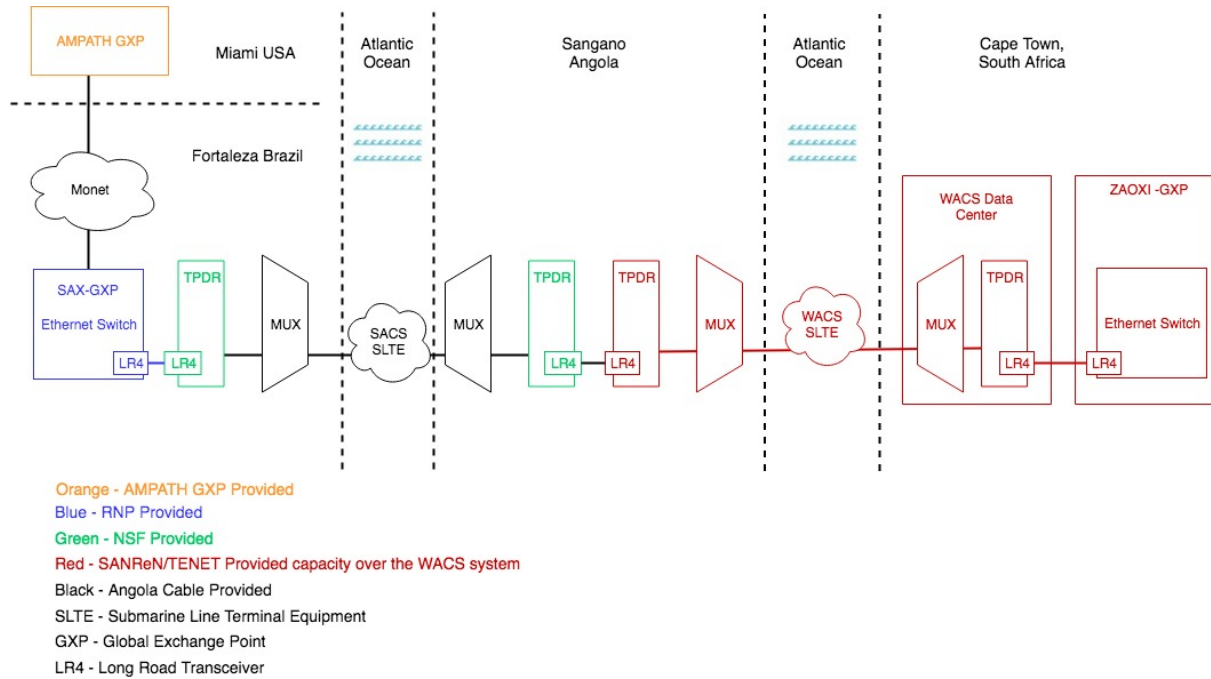 AMPATH GXP
Miami USA
Atlantic
Ocean
Sangano
Angola
Atlantic
Ocean
Cape Town,
South Africa
Fortaleza Brazil
Monet
WACS Data
Center
ZAOXI -GXP
SAX-GXP
Ethernet Switch
LR4
TPDR
LR4
MUX
SACS
SLTE
MUX
TPDR
LR4
TPDR
LR4
MUX
WACS
SLTE
MUX
TPDR
LR4
Ethernet Switch
LR4
Orange - AMPATH GXP Provided
Blue - RNP Provided
Green - NSF Provided
Red - SANReN/TENET Provided capacity over the WACS system
Black - Angola Cable Provided
SLTE - Submarine Line Terminal Equipment
GXP - Global Exchange Point
LR4 - Long Road Transceiver